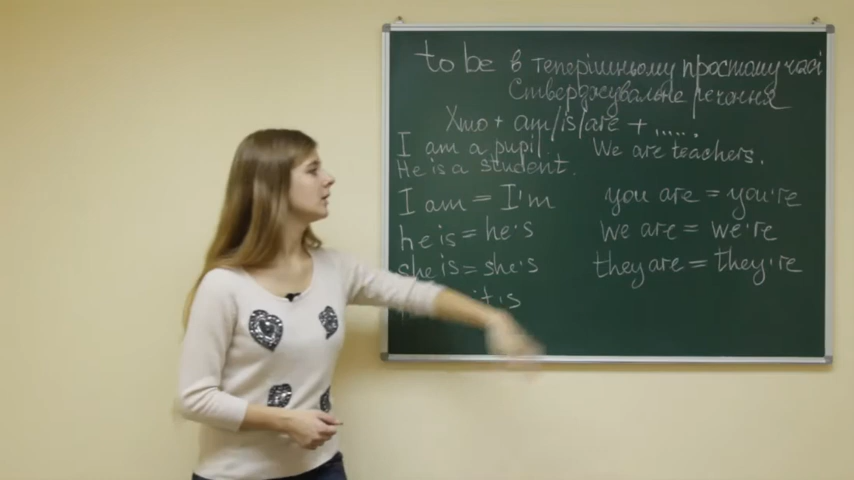 to be в теперішньому простому часі
Стверджувальне речення
Хто + am/is/are + .....
I am a pupil. We are teachers.
He is a student.
I am = I'm you are = you're
he is = he's we are = we're
she is = she's they are = they're
it's